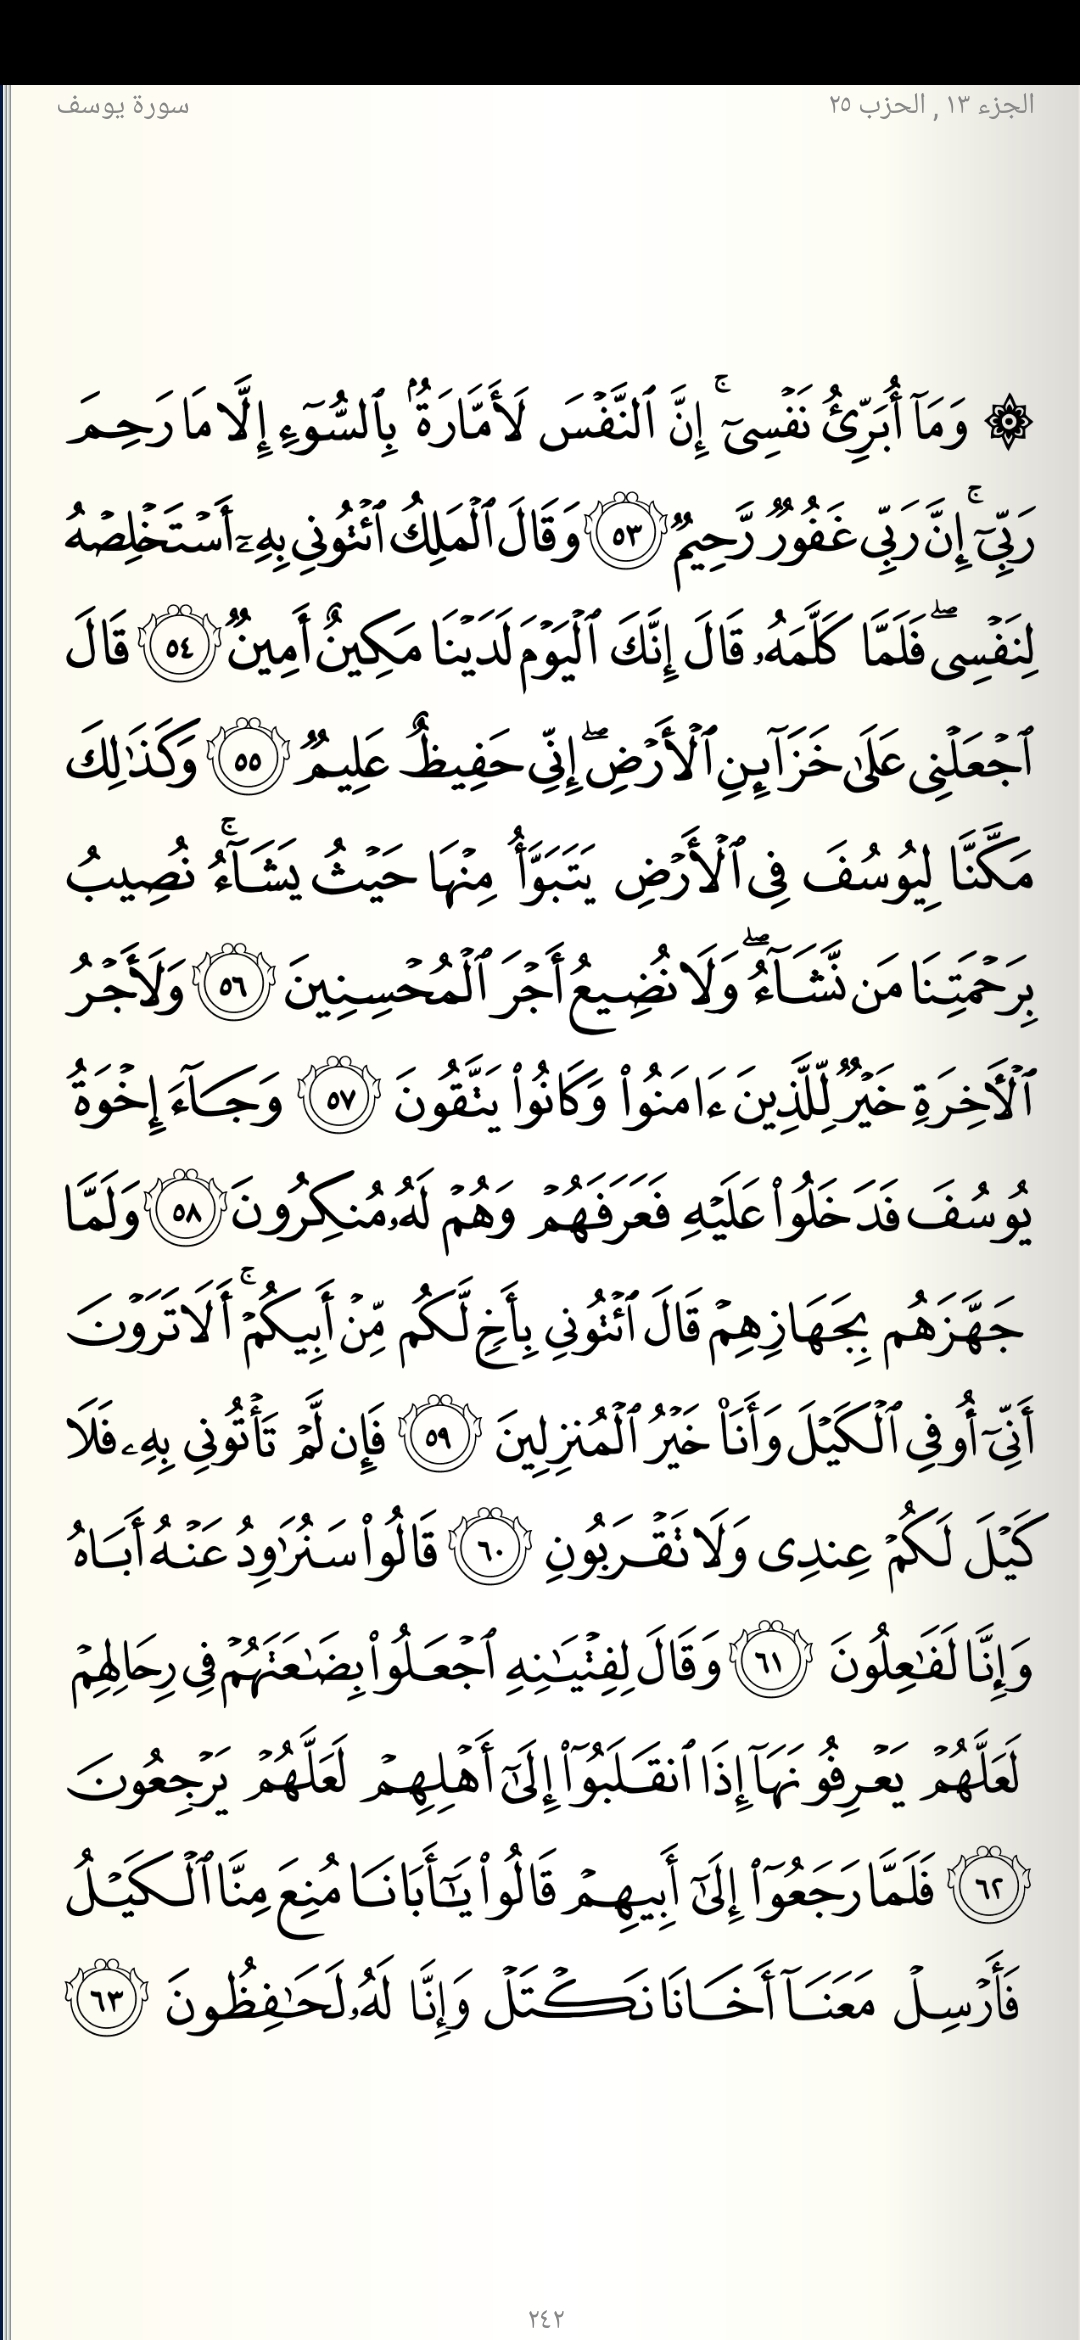 الجزء ١٣ , الحزب ٢٥
سورة يوسف
۞ وَمَآ أُبَرِّئُ نَفْسِىٓ ۚ إِنَّ ٱلنَّفْسَ لَأَمَّارَةٌۢ بِٱلسُّوٓءِ إِلَّا مَا رَحِمَ
رَبِّىٓ ۚ إِنَّ رَبِّى غَفُورٌ رَّحِيمٌ ٥٣ وَقَالَ ٱلْمَلِكُ ٱئْتُونِى بِهِۦٓ أَسْتَخْلِصْهُ
لِنَفْسِى ۖ فَلَمَّا كَلَّمَهُۥ قَالَ إِنَّكَ ٱلْيَوْمَ لَدَيْنَا مَكِينٌ أَمِينٌ ٥٤ قَالَ
ٱجْعَلْنِى عَلَىٰ خَزَآئِنِ ٱلْأَرْضِ ۖ إِنِّى حَفِيظٌ عَلِيمٌ ٥٥ وَكَذَٰلِكَ
مَكَّنَّا لِيُوسُفَ فِى ٱلْأَرْضِ يَتَبَوَّأُ مِنْهَا حَيْثُ يَشَآءُ ۚ نُصِيبُ
بِرَحْمَتِنَا مَن نَّشَآءُ ۖ وَلَا نُضِيعُ أَجْرَ ٱلْمُحْسِنِينَ ٥٦ وَلَأَجْرُ
ٱلْأَخِرَةِ خَيْرٌ لِّلَّذِينَ ءَامَنُوا۟ وَكَانُوا۟ يَتَّقُونَ ٥٧ وَجَآءَ إِخْوَةُ
يُوسُفَ فَدَخَلُوا۟ عَلَيْهِ فَعَرَفَهُمْ وَهُمْ لَهُۥ مُنكِرُونَ ٥٨ وَلَمَّا
جَهَّزَهُم بِجَهَازِهِمْ قَالَ ٱئْتُونِى بِأَخٍ لَّكُم مِّنْ أَبِيكُمْ ۚ أَلَا تَرَوْنَ
أَنِّىٓ أُوفِى ٱلْكَيْلَ وَأَنَا۠ خَيْرُ ٱلْمُنزِلِينَ ٥٩ فَإِن لَّمْ تَأْتُونِى بِهِۦ فَلَا
كَيْلَ لَكُمْ عِندِى وَلَا تَقْرَبُونِ ٦٠ قَالُوا۟ سَنُرَٰوِدُ عَنْهُ أَبَاهُ
وَإِنَّا لَفَٰعِلُونَ ٦١ وَقَالَ لِفِتْيَٰنِهِ ٱجْعَلُوا۟ بِضَٰعَتَهُمْ فِى رِحَالِهِمْ
لَعَلَّهُمْ يَعْرِفُونَهَآ إِذَا ٱنقَلَبُوٓا۟ إِلَىٰٓ أَهْلِهِمْ لَعَلَّهُمْ يَرْجِعُونَ
٦٢ فَلَمَّا رَجَعُوٓا۟ إِلَىٰٓ أَبِيهِمْ قَالُوا۟ يَٰٓأَبَانَا مُنِعَ مِنَّا ٱلْكَيْلُ
فَأَرْسِلْ مَعَنَآ أَخَانَا نَكْتَلْ وَإِنَّا لَهُۥ لَحَٰفِظُونَ ٦٣
٢٤٢